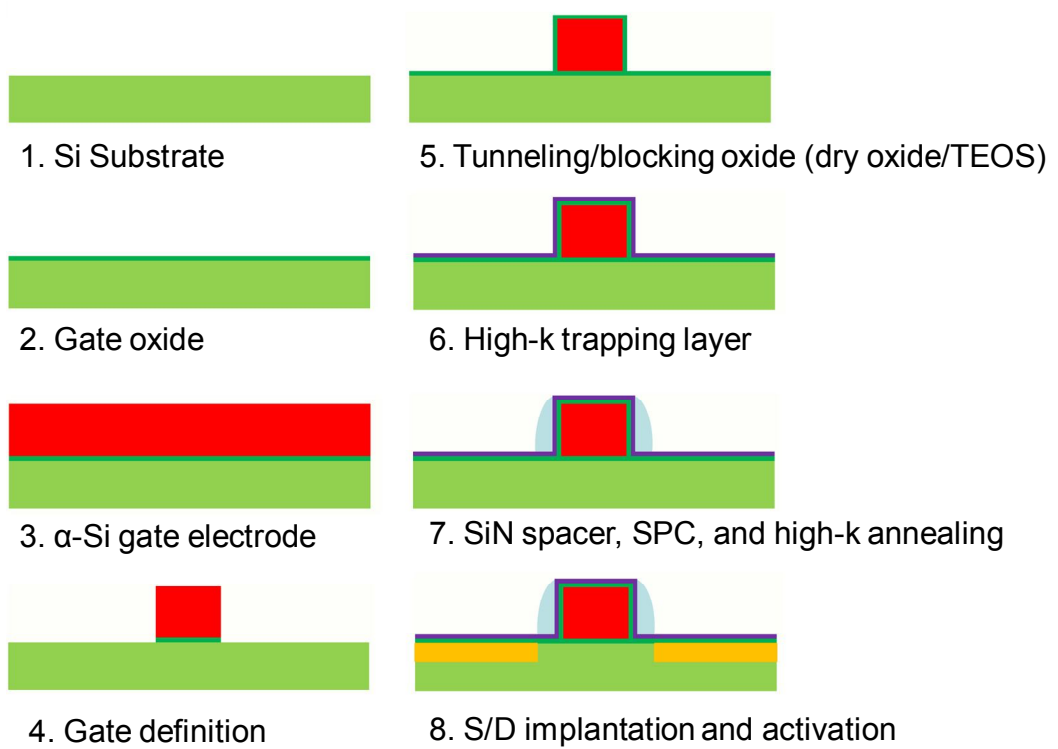 1. Si Substrate
2. Gate oxide
3. α-Si gate electrode
4. Gate definition
5. Tunneling/blocking oxide (dry oxide/TEOS)
6. High-k trapping layer
7. SiN spacer, SPC, and high-k annealing
8. S/D implantation and activation